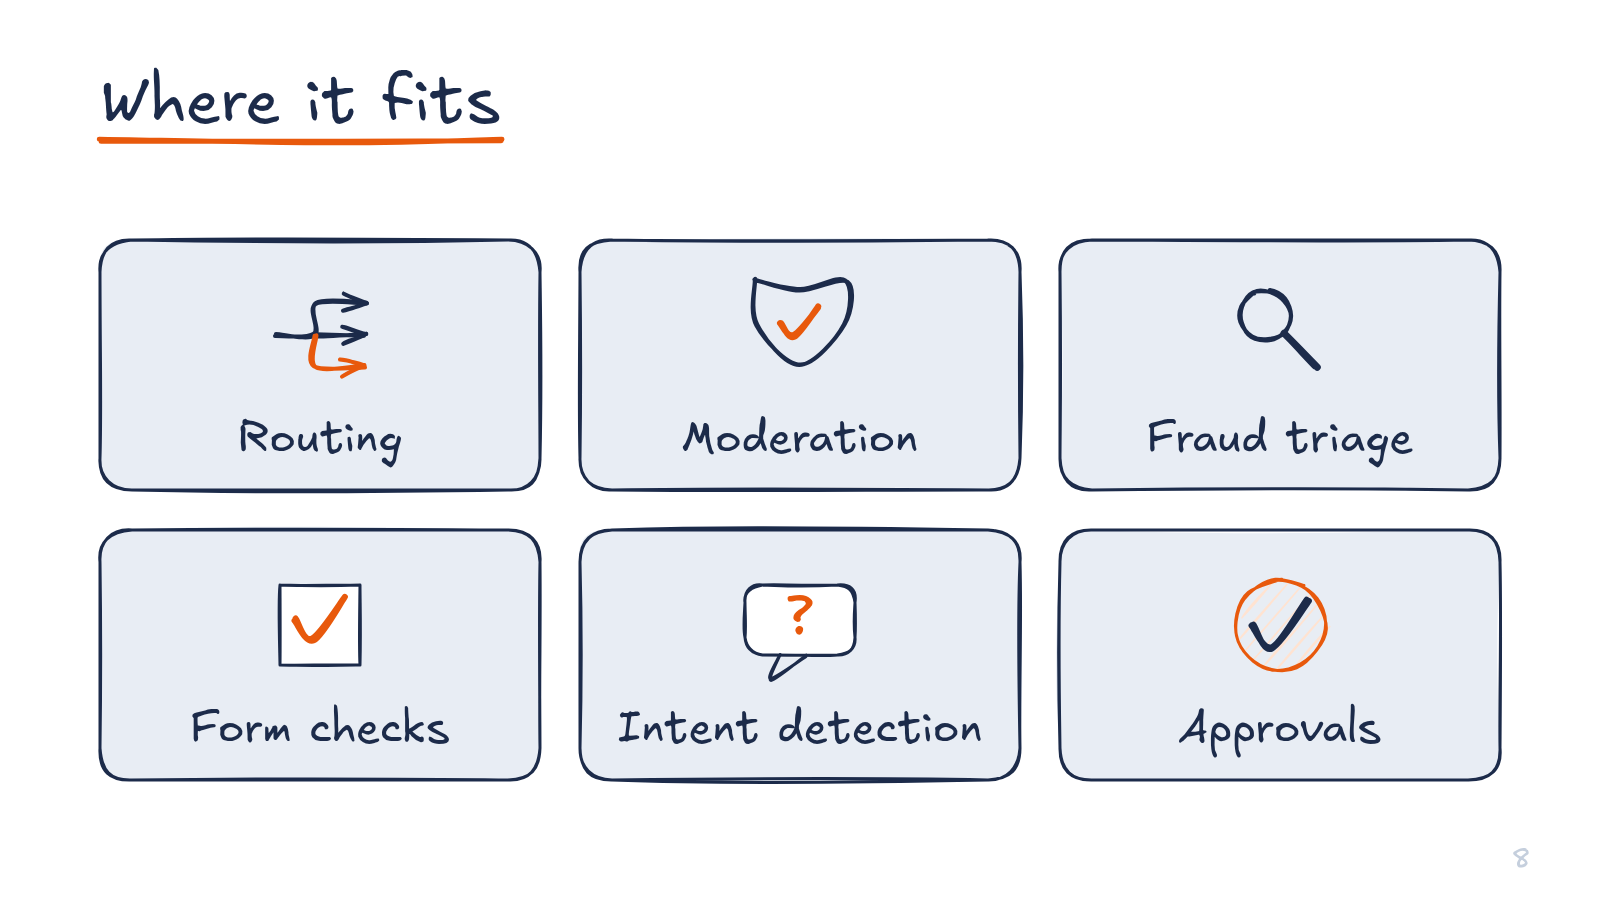 Where it fits
Routing
Moderation
Fraud triage
Form checks
?
Intent detection
Approvals
8